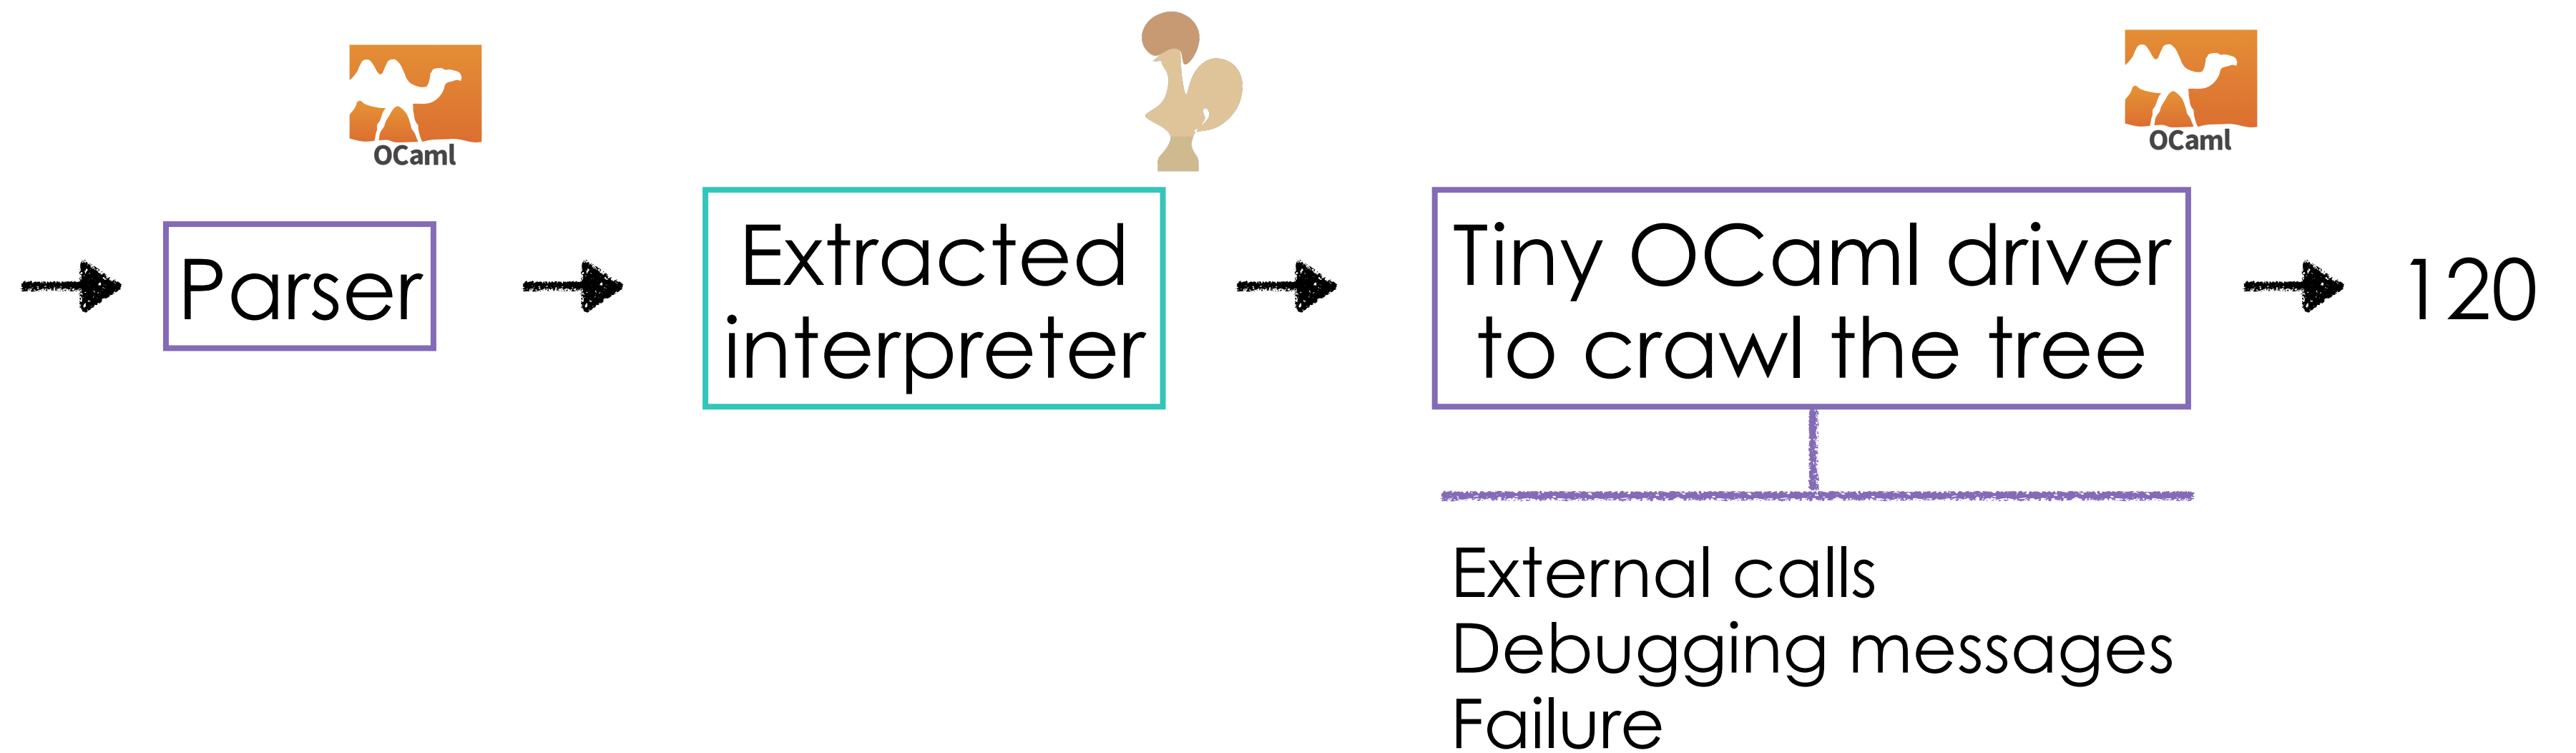 OCaml
OCaml
Parser
Extracted
interpreter
Tiny OCaml driver
to crawl the tree
120
External calls
Debugging messages
Failure